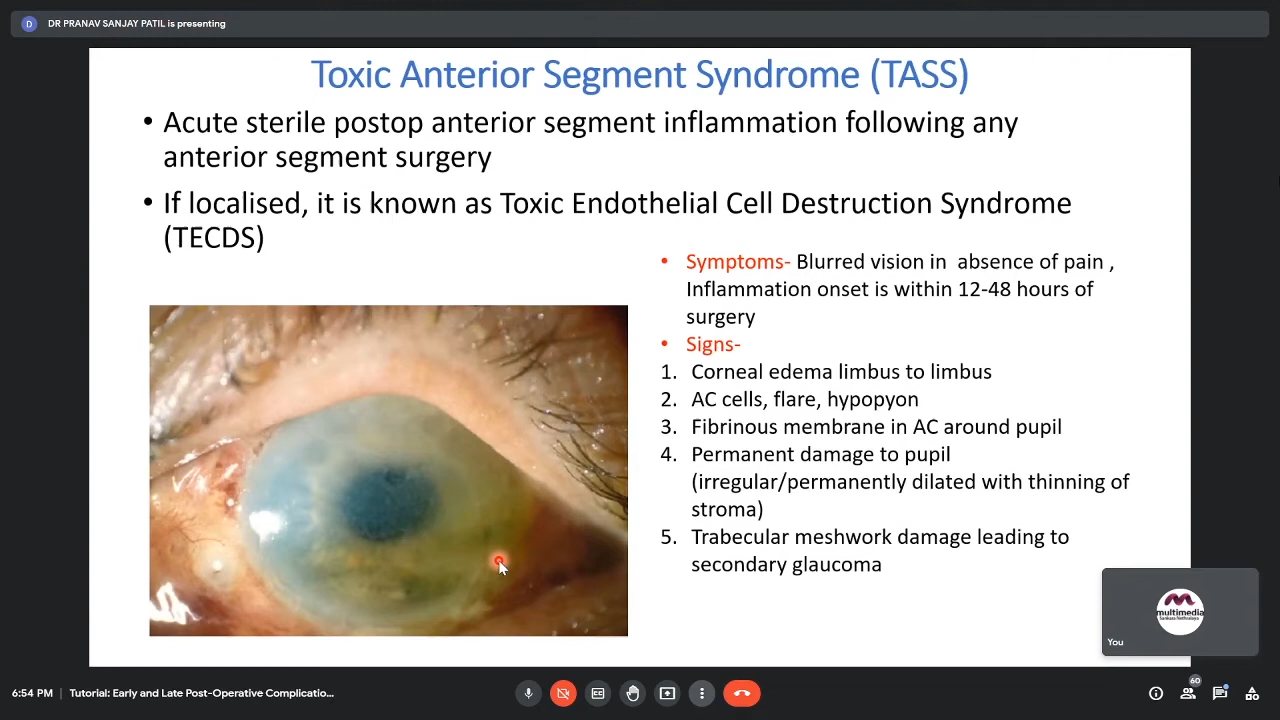 D DR PRANAV SANJAY PATIL is presenting
Toxic Anterior Segment Syndrome (TASS)
• Acute sterile postop anterior segment inflammation following any
anterior segment surgery
• If localised, it is known as Toxic Endothelial Cell Destruction Syndrome
(TECDS)
• Symptoms- Blurred vision in absence of pain ,
Inflammation onset is within 12-48 hours of
surgery
• Signs-
1. Corneal edema limbus to limbus
2. AC cells, flare, hypopyon
3. Fibrinous membrane in AC around pupil
4. Permanent damage to pupil
(irregular/permanently dilated with thinning of
stroma)
5. Trabecular meshwork damage leading to
secondary glaucoma
multimedia
Sankara Nethralaya
You
6:54 PM | Tutorial: Early and Late Post-Operative Complicatio...
60